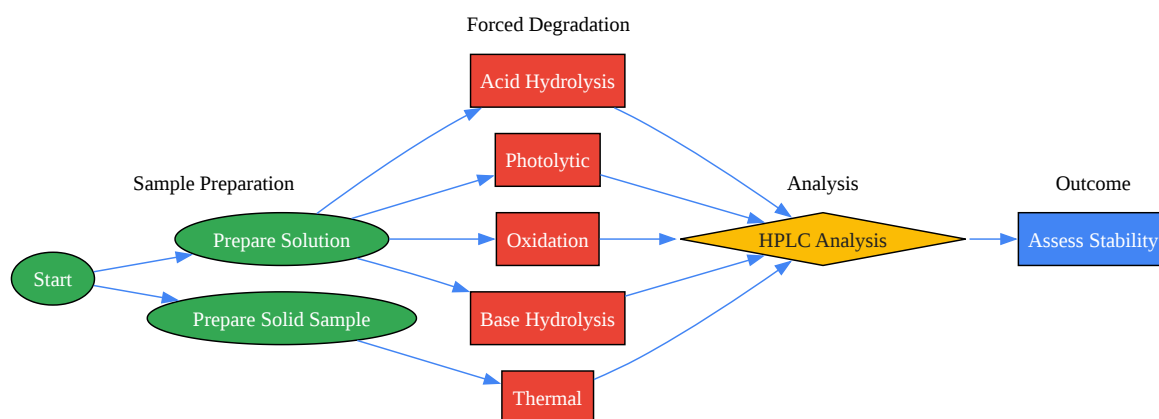 Forced Degradation
Acid Hydrolysis
Photolytic
Sample Preparation
Analysis
Outcome
Prepare Solution
Oxidation
HPLC Analysis
Assess Stability
Start
Prepare Solid Sample
Base Hydrolysis
Thermal